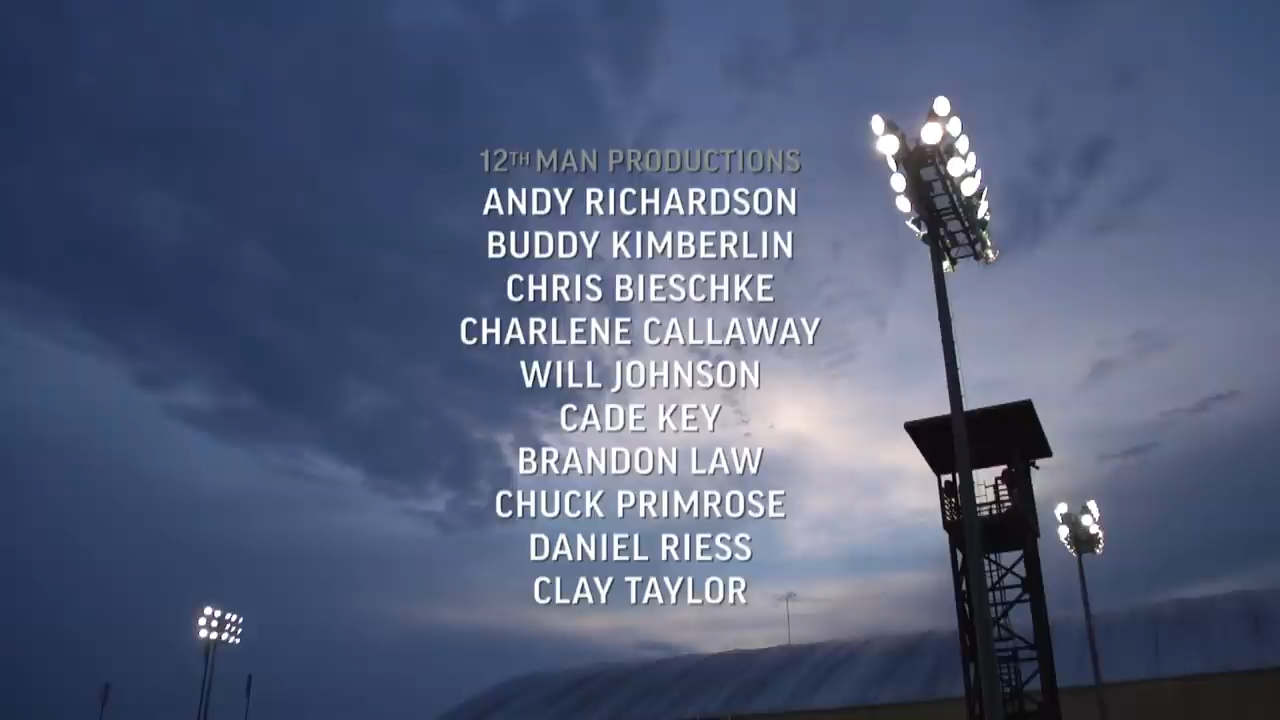 12TH MAN PRODUCTIONS
ANDY RICHARDSON
BUDDY KIMBERLIN
CHRIS BIESCHKE
CHARLENE CALLAWAY
WILL JOHNSON
CADE KEY
BRANDON LAW
CHUCK PRIMROSE
DANIEL RIESS
CLAY TAYLOR